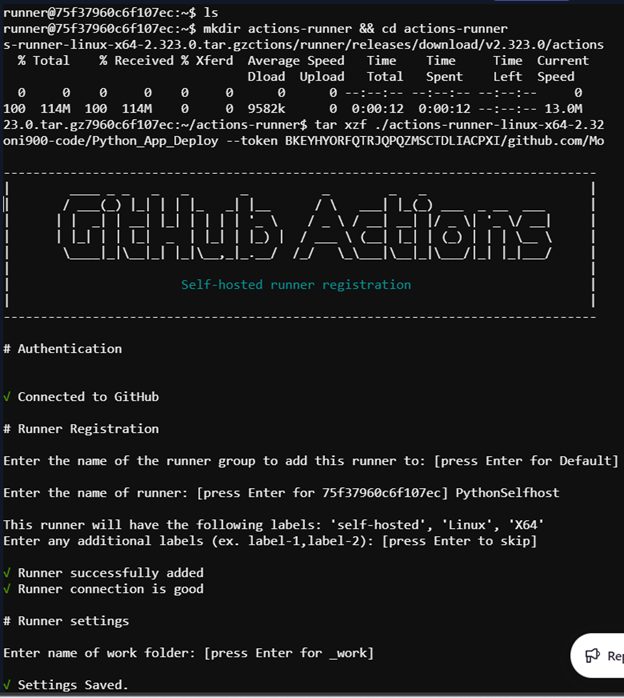 runner@75f37960c6f107ec:~$ ls
runner@75f37960c6f107ec:~$ mkdir actions-runner && cd actions-runner
s-runner-linux-x64-2.323.0.tar.gzctions/runner/releases/download/v2.323.0/actions
% Total % Received % Xferd Average Speed Time Time Time Current
Dload Upload Total Spent Left Speed
0 0 0 0 0 0 0 0 --:--:-- --:--:-- --:--:-- 0
100 114M 100 114M 0 0 9582k 0 0:00:12 0:00:12 --:--:-- 13.0M
23.0.tar.gz7960c6f107ec:~/actions-runner$ tar xzf ./actions-runner-linux-x64-2.32
oni900-code/Python_App_Deploy --token BKEYHYORFQTRJQPQZMSCTDLIACPXI/github.com/Mo
GitHub Actions
Self-hosted runner registration
# Authentication
√ Connected to GitHub
# Runner Registration
Enter the name of the runner group to add this runner to: [press Enter for Default]
Enter the name of runner: [press Enter for 75f37960c6f107ec] PythonSelfhost
This runner will have the following labels: 'self-hosted', 'Linux', 'X64'
Enter any additional labels (ex. label-1,label-2): [press Enter to skip]
√ Runner successfully added
√ Runner connection is good
# Runner settings
Enter name of work folder: [press Enter for _work]
√ Settings Saved.
Rep